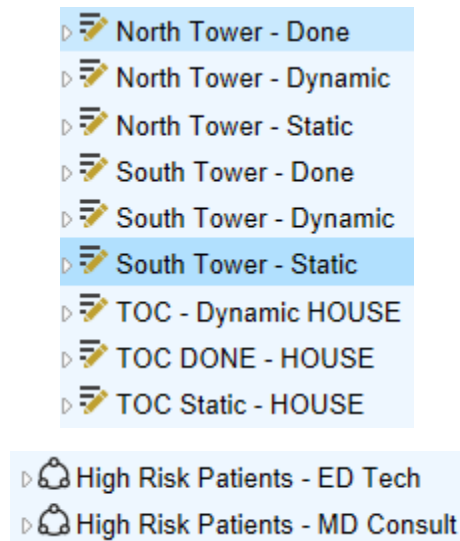 North Tower - Done
North Tower - Dynamic
North Tower - Static
South Tower - Done
South Tower - Dynamic
South Tower - Static
TOC - Dynamic HOUSE
TOC DONE - HOUSE
TOC Static - HOUSE
High Risk Patients - ED Tech
High Risk Patients - MD Consult